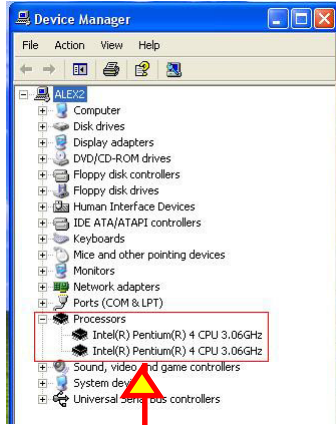 Device Manager
File Action View Help
ALEX2
Computer
Disk drives
Display adapters
DVD/CD-ROM drives
Floppy disk controllers
Floppy disk drives
Human Interface Devices
IDE ATA/ATAPI controllers
Keyboards
Mice and other pointing devices
Monitors
Network adapters
Ports (COM & LPT)
Processors
Intel(R) Pentium(R) 4 CPU 3.06GHz
Intel(R) Pentium(R) 4 CPU 3.06GHz
Sound, video and game controllers
System
Universal Serial Bus controllers